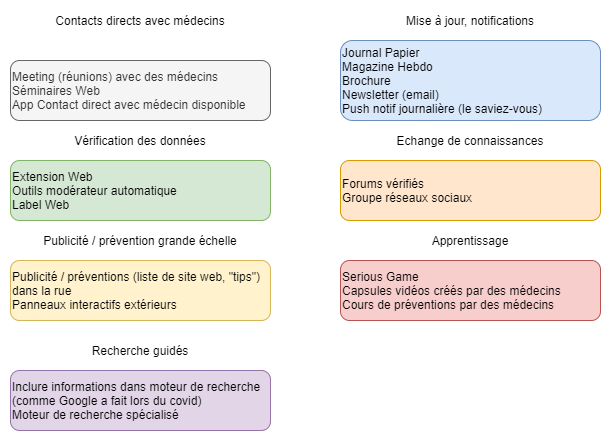 Contacts directs avec médecins
Meeting (réunions) avec des médecins
Séminaires Web
App Contact direct avec médecin disponible
Mise à jour, notifications
Journal Papier
Magazine Hebdo
Brochure
Newsletter (email)
Push notif journalière (le saviez-vous)
Vérification des données
Extension Web
Outils modérateur automatique
Label Web
Echange de connaissances
Forums vérifiés
Groupe réseaux sociaux
Publicité / prévention grande échelle
Publicité / préventions (liste de site web, "tips")
dans la rue
Panneaux interactifs extérieurs
Apprentissage
Serious Game
Capsules vidéos créés par des médecins
Cours de préventions par des médecins
Recherche guidés
Inclure informations dans moteur de recherche
(comme Google a fait lors du covid)
Moteur de recherche spécialisé